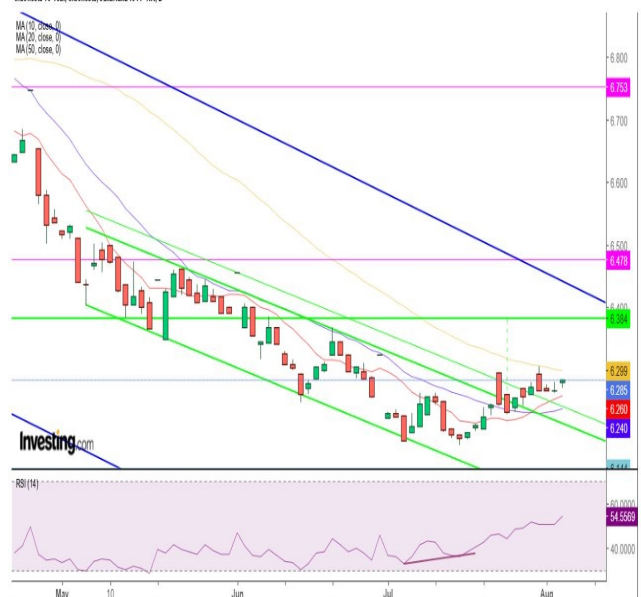 MA (10, close, 0)
MA (20, close, 0)
MA (50, close, 0)
6.800
6.753
6.700
6.600
6.500
6.478
6.400
6.384
6.299
6.285
6.260
6.240
Investing.com
RSI (14)
60.0000
54.5569
40.0000
May 10 Jun Jul Aug